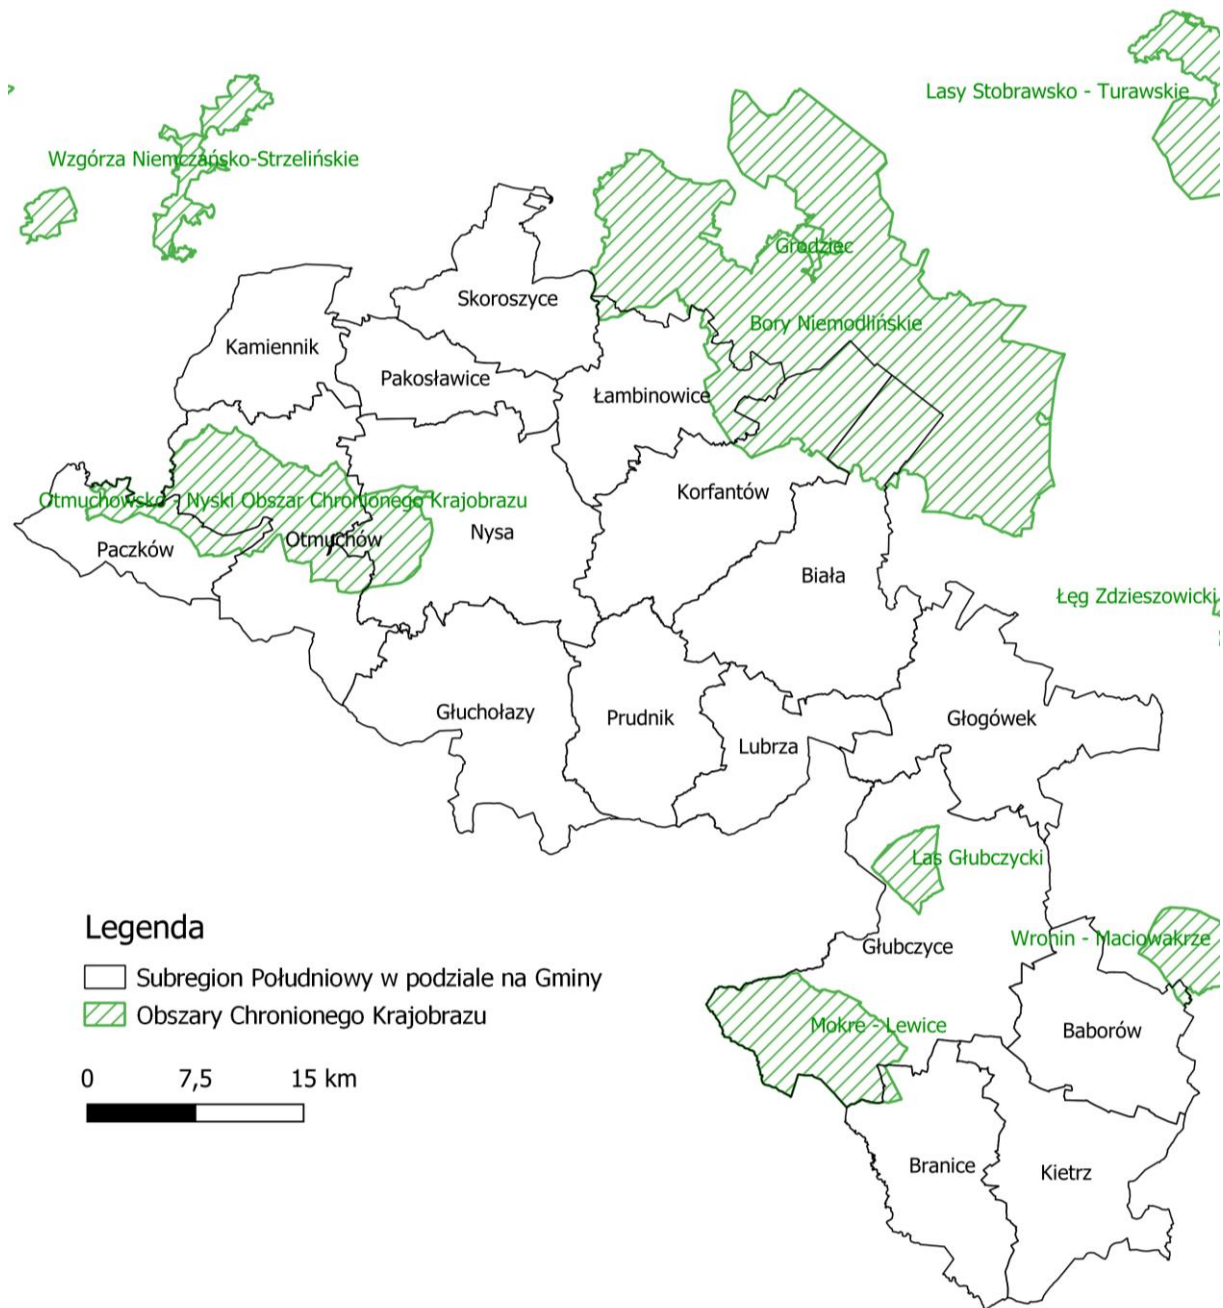 Lasy Stobrawsko - Turawskie
Wzgórza Niemczańsko-Strzelińskie
Grodziec
Skoroszyce
Bory Niemodlińskie
Kamiennik
Pakosławice
Łambinowice
Korfantów
Otmuchowsko - Nyski Obszar Chronionego Krajobrazu
Nysa
Otmuchów
Paczków
Biała
Łęg Zdzieszowicki
Głuchołazy
Prudnik
Głogówek
Lubrza
Las Głubczycki
Legenda
Wronin - Maciowakrze
Głubczyce
Subregion Południowy w podziale na Gminy
Obszary Chronionego Krajobrazu
Mokre - Lewice
Baborów
0 7,5 15 km
Branice
Kietrz